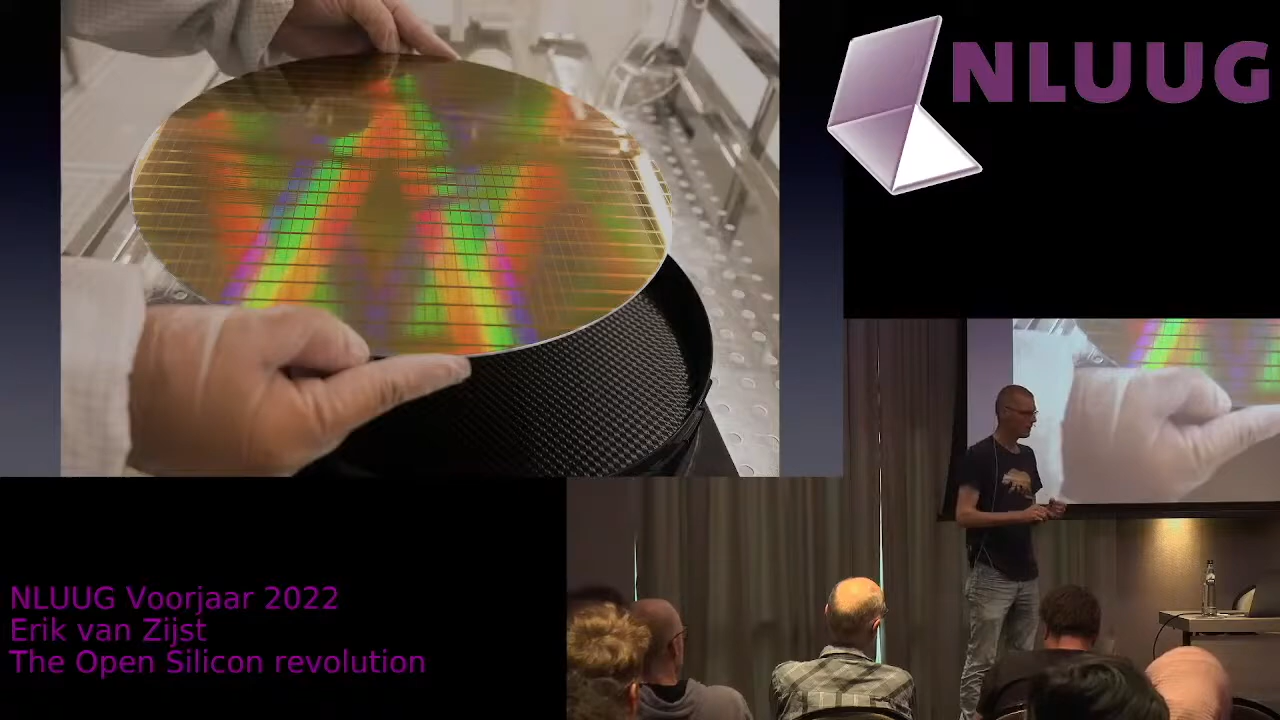 NLUUG
NLUUG Voorjaar 2022
Erik van Zijst
The Open Silicon revolution